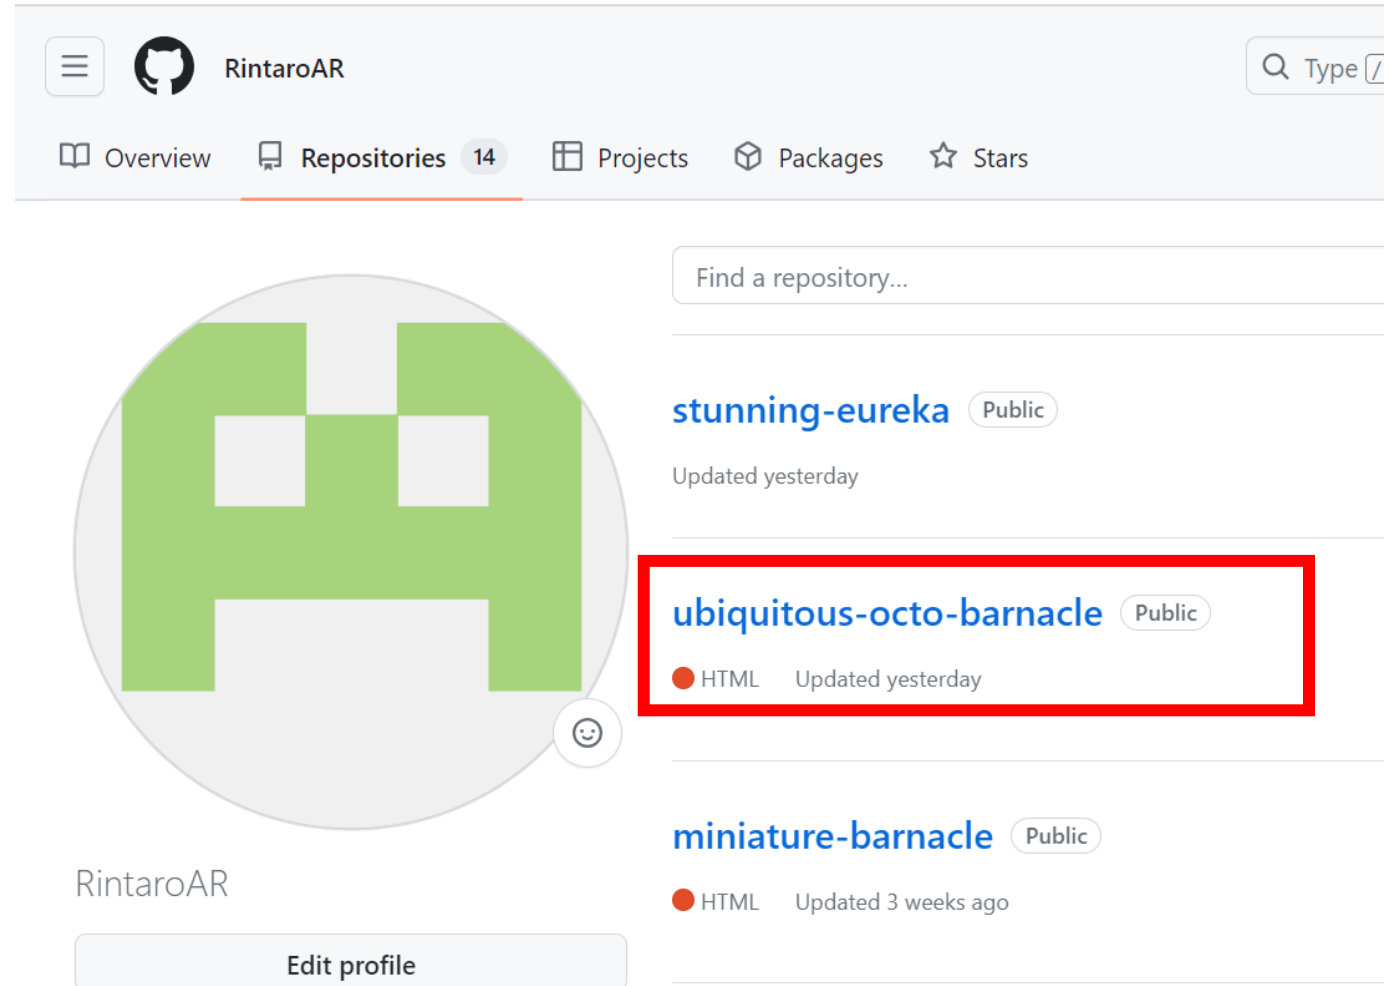 RintaroAR
Type /
Overview Repositories 14 Projects Packages Stars
Find a repository...
stunning-eureka Public
Updated yesterday
ubiquitous-octo-barnacle Public
HTML Updated yesterday
miniature-barnacle Public
HTML Updated 3 weeks ago
RintaroAR
Edit profile